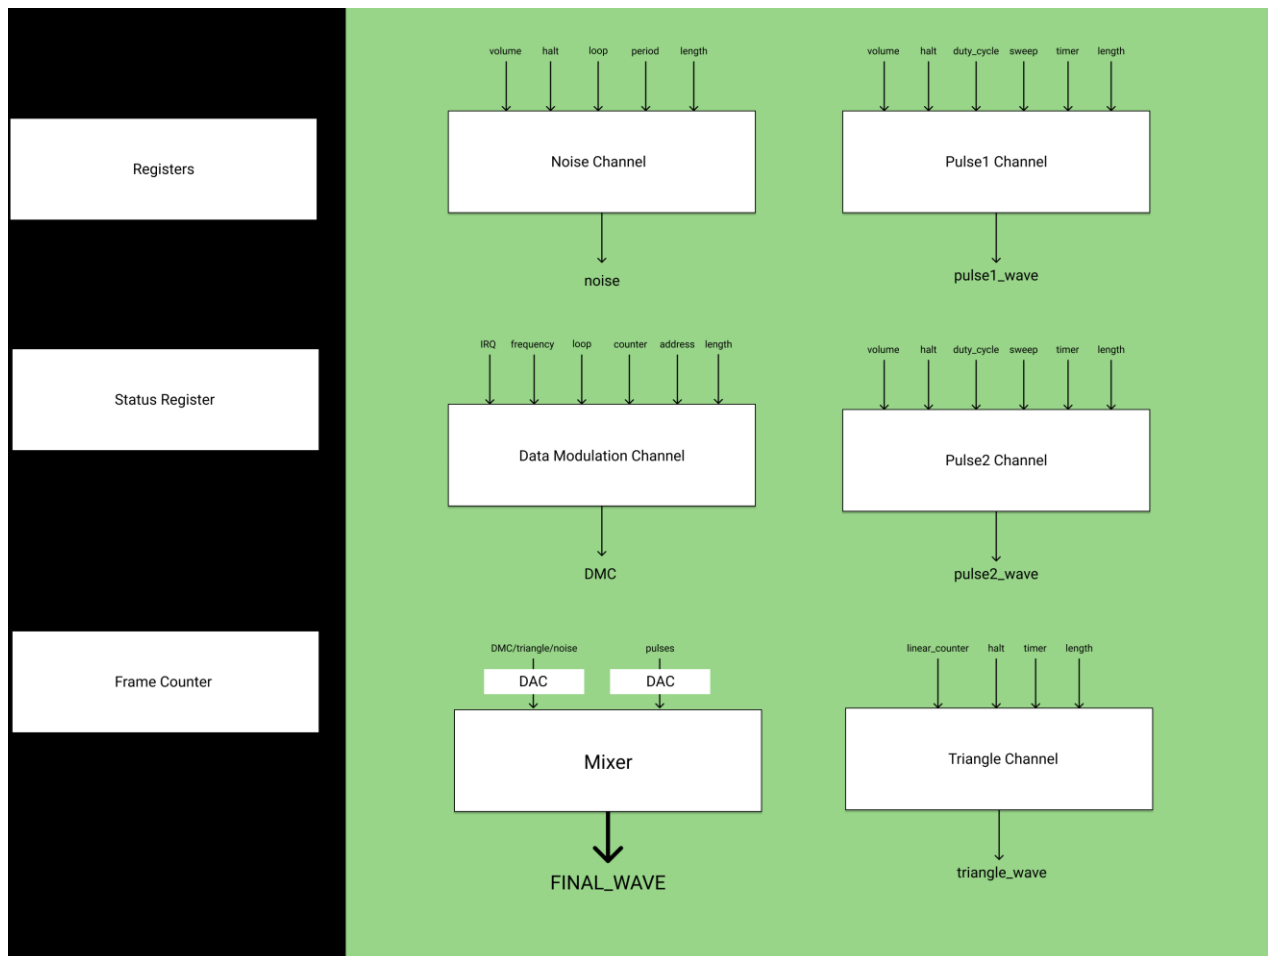 Registers
Status Register
Frame Counter
volume halt loop period length
Noise Channel
noise
volume halt duty_cycle sweep timer length
Pulse1 Channel
pulse1_wave
IRQ frequency loop counter address length
Data Modulation Channel
DMC
volume halt duty_cycle sweep timer length
Pulse2 Channel
pulse2_wave
DMC/triangle/noise pulses
DAC DAC
Mixer
FINAL_WAVE
linear_counter halt timer length
Triangle Channel
triangle_wave